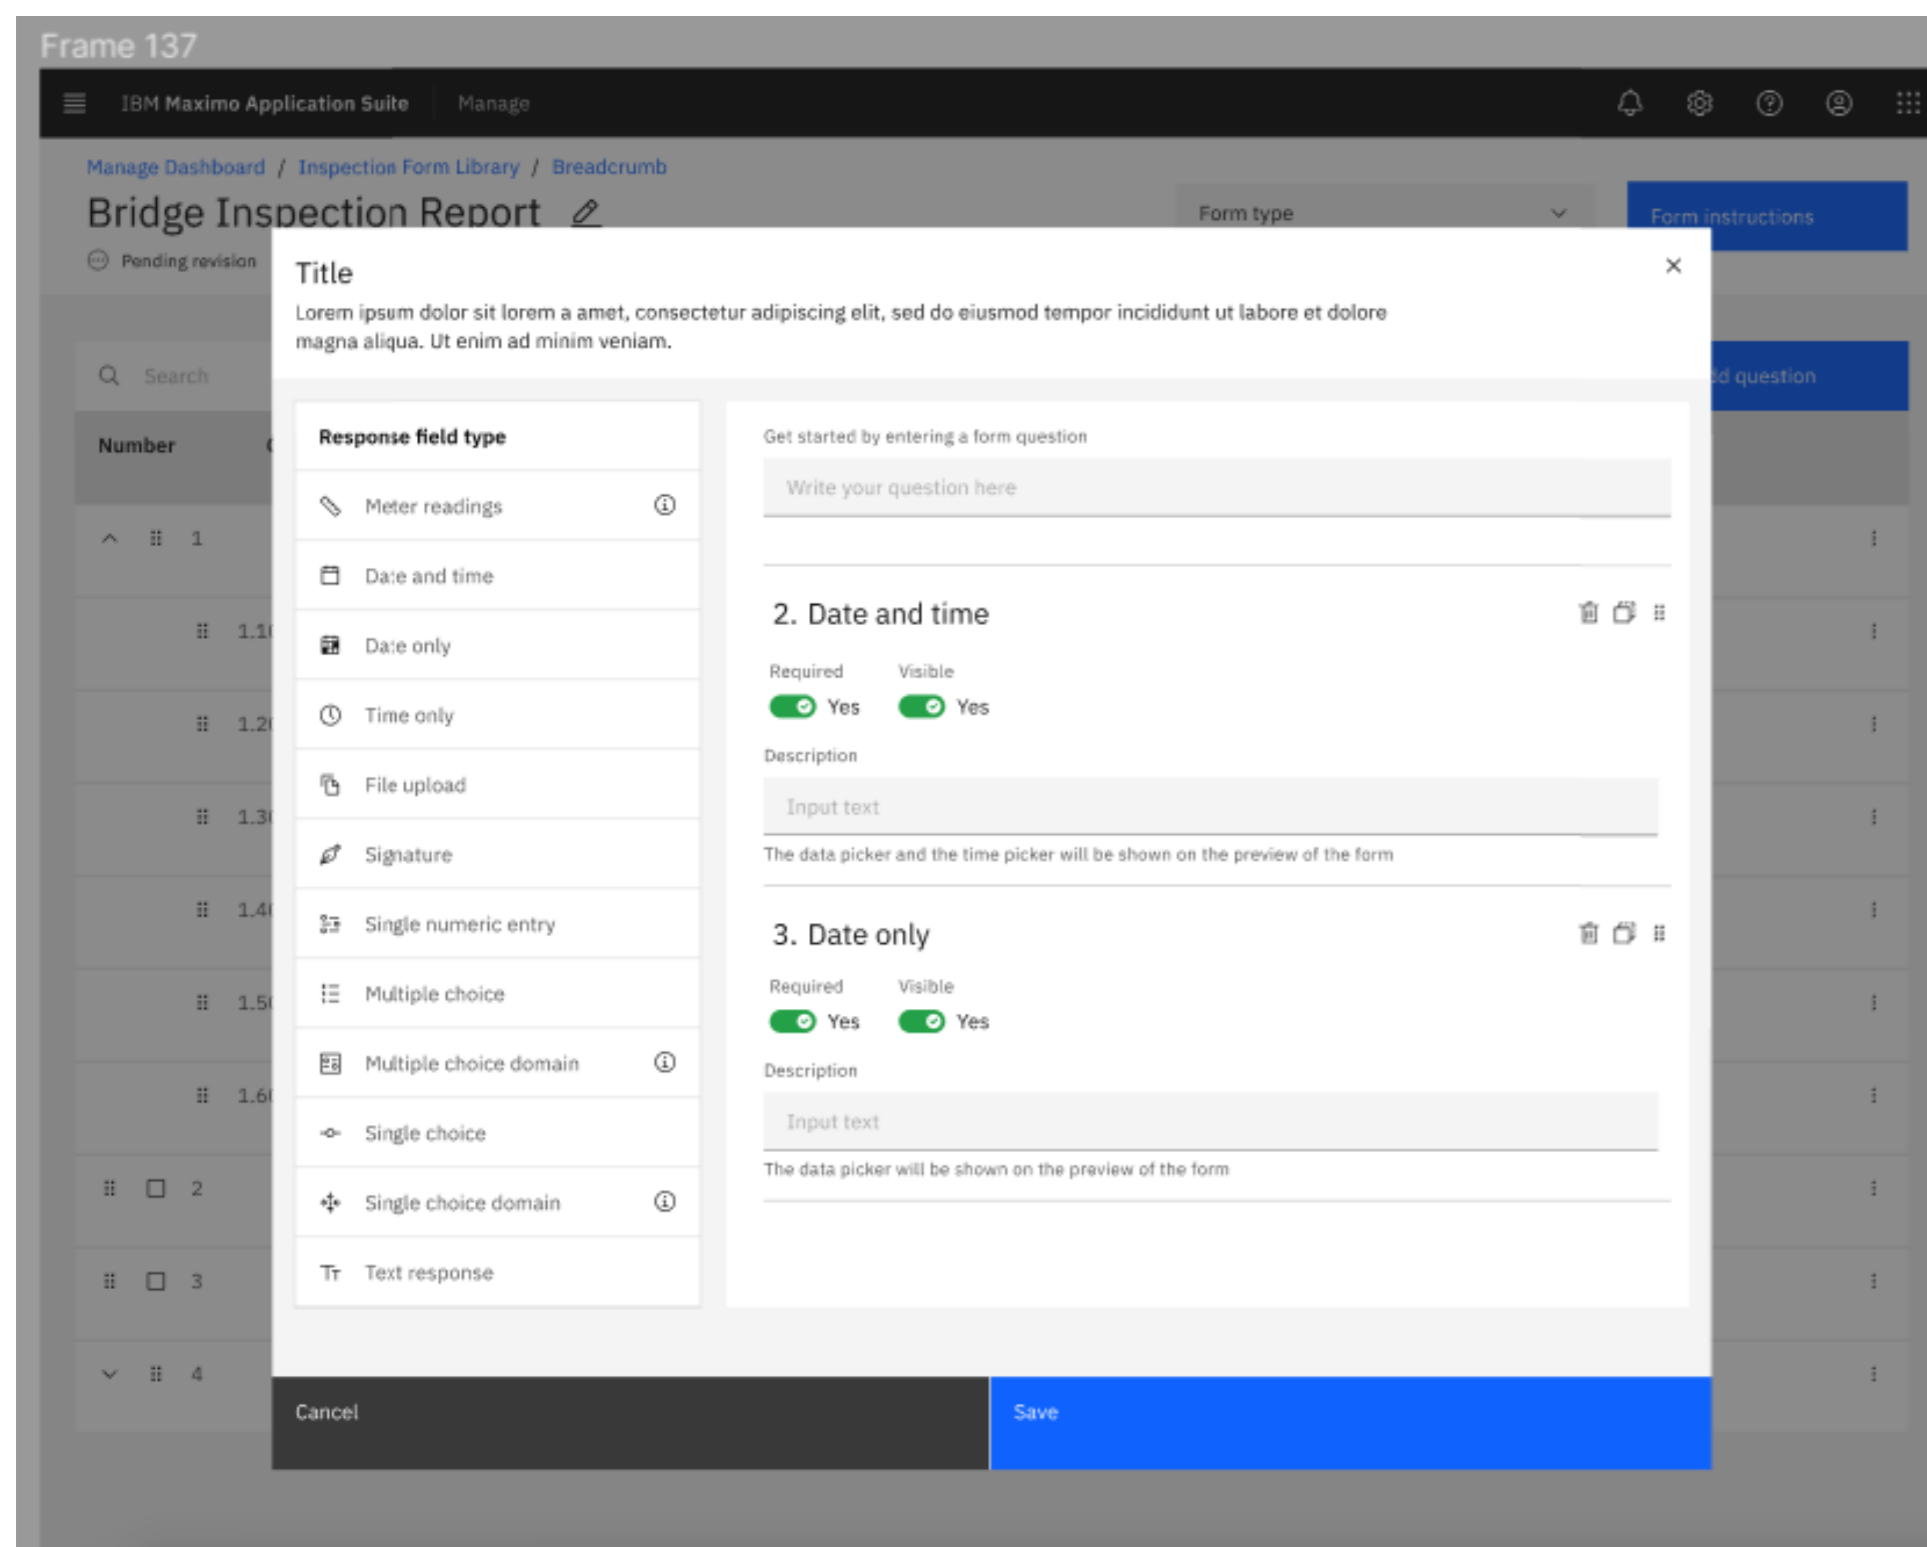 Frame 137
IBM Maximo Application Suite Manage
Manage Dashboard / Inspection Form Library / Breadcrumb
Bridge Inspection Report
Form type
Form instructions
Pending revision
Title
Lorem ipsum dolor sit lorem a amet, consectetur adipiscing elit, sed do eiusmod tempor incididunt ut labore et dolore
magna aliqua. Ut enim ad minim veniam.
Search
question
Number
Response field type
Meter readings
Date and time
Date only
Time only
File upload
Signature
Single numeric entry
Multiple choice
Multiple choice domain
Single choice
Single choice domain
Text response
Get started by entering a form question
Write your question here
2. Date and time
Required Visible
Yes Yes
Description
Input text
The data picker and the time picker will be shown on the preview of the form
3. Date only
Required Visible
Yes Yes
Description
Input text
The data picker will be shown on the preview of the form
1
2
3
4
Cancel
Save